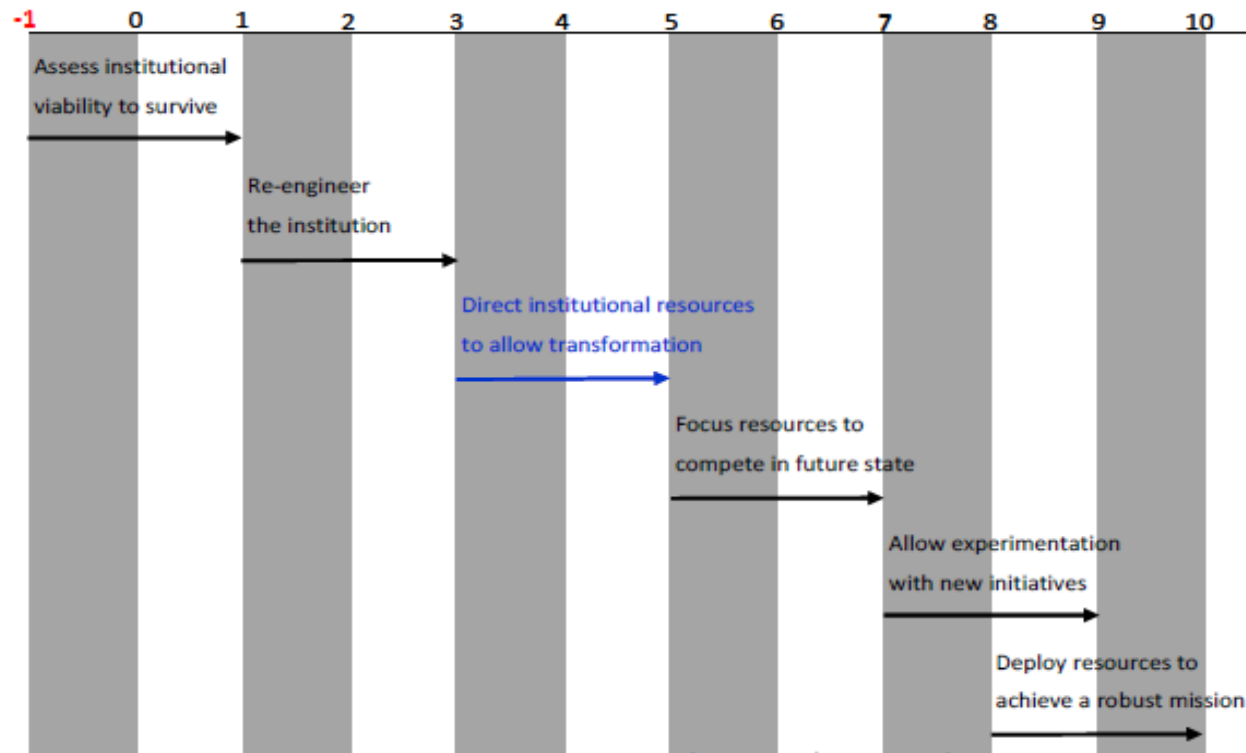 -1 0 1 2 3 4 5 6 7 8 9 10
Assess institutional
viability to survive
Re-engineer
the institution
Direct institutional resources
to allow transformation
Focus resources to
compete in future state
Allow experimentation
with new initiatives
Deploy resources to
achieve a robust mission